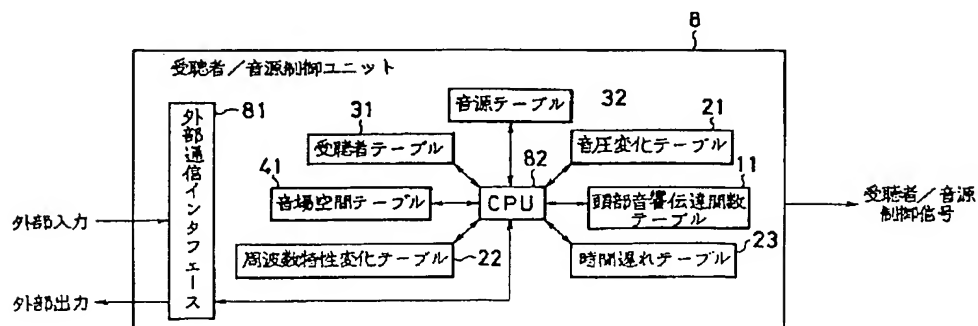 8
受聴者/音源制御ユニット
81
外部通信インタフェース
音源テーブル
32
31
受聴者テーブル
21
音圧変化テーブル
82
41
音場空間テーブル
CPU
11
頭部音響伝達関数
テーブル
周波数特性変化テーブル
22
時間遅れテーブル
23
外部入力
外部出力
受聴者/音源
制御信号